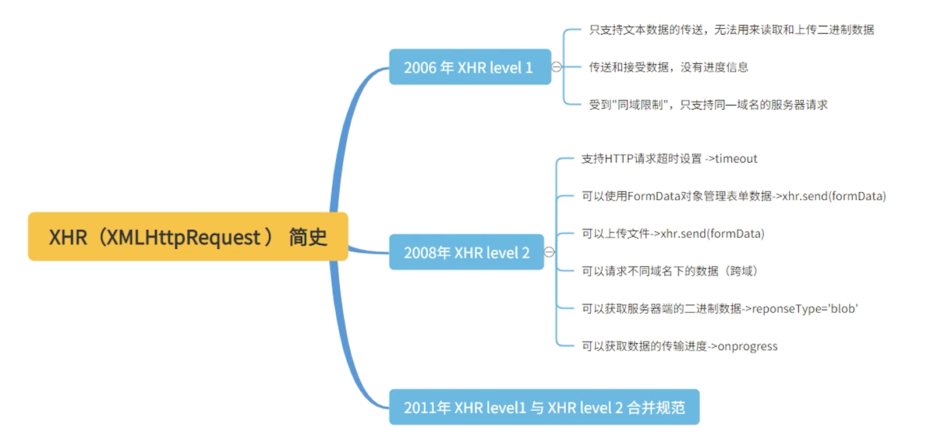 XHR（XMLHttpRequest ） 简史
2006 年 XHR level 1
只支持文本数据的传送，无法用来读取和上传二进制数据
传送和接受数据，没有进度信息
受到"同域限制"，只支持同一域名的服务器请求
2008年 XHR level 2
支持HTTP请求超时设置 ->timeout
可以使用FormData对象管理表单数据->xhr.send(formData)
可以上传文件->xhr.send(formData)
可以请求不同域名下的数据（跨域）
可以获取服务器端的二进制数据->reponseType='blob'
可以获取数据的传输进度->onprogress
2011年 XHR level1 与 XHR level 2 合并规范